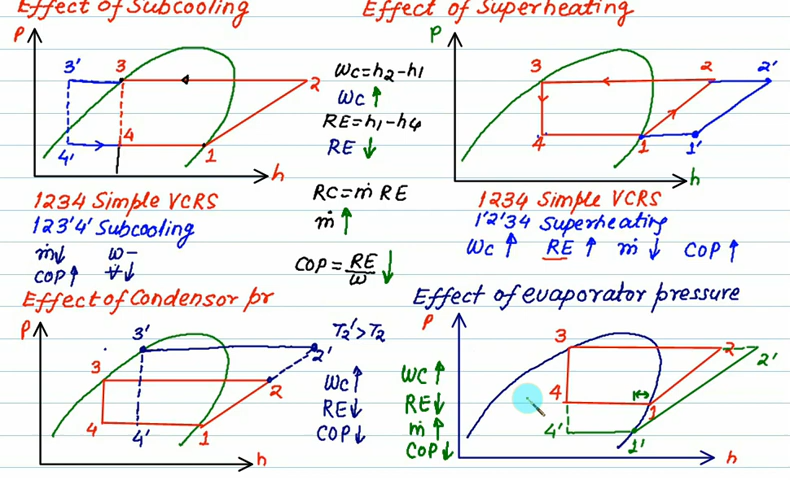 Effect of Subcooling
P
3'
3
2
4
4'
1
h
1234 Simple VCRS
123'4' Subcooling
ṁ↓ W-
COP↑ V̇↓
Wc=h2-h1
Wc↑
RE=h1-h4
RE↓
RC=ṁ RE
ṁ↑
COP=RE/W↓
Effect of Superheating
P
3
2
2'
4
1
1'
h
1234 Simple VCRS
1'2'34 Superheating
Wc↑ RE↑ ṁ↓ COP↑
Effect of Condensor pr
P
3'
T2'>T2
2'
3
2
4
4'
1
h
Wc↑
RE↓
COP↓
Effect of evaporator pressure
P
3
2
2'
4
1
4'
1'
h
Wc↑
RE↓
ṁ↑
COP↓